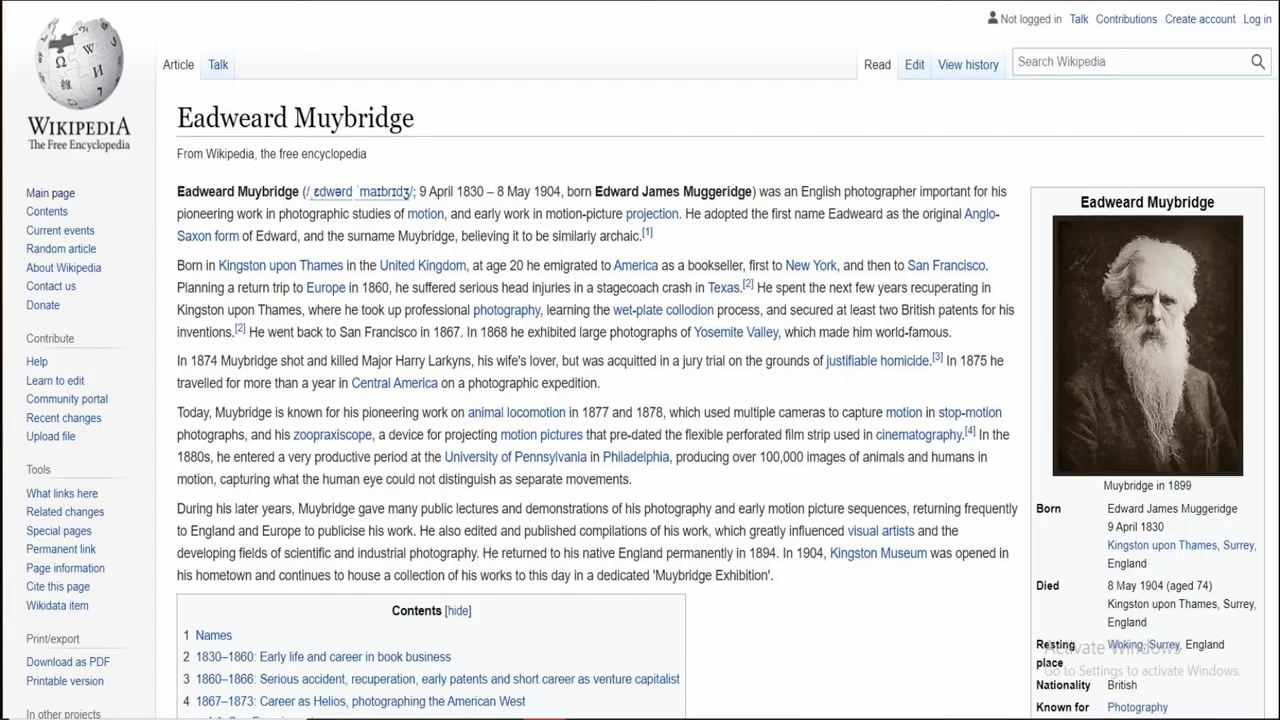 Not logged in Talk Contributions Create account Log in
WIKIPEDIA
The Free Encyclopedia
Article Talk
Read Edit View history
Search Wikipedia
Main page
Contents
Current events
Random article
About Wikipedia
Contact us
Donate
Contribute
Help
Learn to edit
Community portal
Recent changes
Upload file
Tools
What links here
Related changes
Special pages
Permanent link
Page information
Cite this page
Wikidata item
Print/export
Download as PDF
Printable version
In other projects
Eadweard Muybridge
From Wikipedia, the free encyclopedia
Eadweard Muybridge (/ˌɛdwərd ˈmaɪbrɪdʒ/; 9 April 1830 – 8 May 1904, born Edward James Muggeridge) was an English photographer important for his
pioneering work in photographic studies of motion, and early work in motion-picture projection. He adopted the first name Eadweard as the original Anglo-
Saxon form of Edward, and the surname Muybridge, believing it to be similarly archaic.[1]
Born in Kingston upon Thames in the United Kingdom, at age 20 he emigrated to America as a bookseller, first to New York, and then to San Francisco.
Planning a return trip to Europe in 1860, he suffered serious head injuries in a stagecoach crash in Texas.[2] He spent the next few years recuperating in
Kingston upon Thames, where he took up professional photography, learning the wet-plate collodion process, and secured at least two British patents for his
inventions.[2] He went back to San Francisco in 1867. In 1868 he exhibited large photographs of Yosemite Valley, which made him world-famous.
In 1874 Muybridge shot and killed Major Harry Larkyns, his wife's lover, but was acquitted in a jury trial on the grounds of justifiable homicide.[3] In 1875 he
travelled for more than a year in Central America on a photographic expedition.
Today, Muybridge is known for his pioneering work on animal locomotion in 1877 and 1878, which used multiple cameras to capture motion in stop-motion
photographs, and his zoopraxiscope, a device for projecting motion pictures that pre-dated the flexible perforated film strip used in cinematography.[4] In the
1880s, he entered a very productive period at the University of Pennsylvania in Philadelphia, producing over 100,000 images of animals and humans in
motion, capturing what the human eye could not distinguish as separate movements.
During his later years, Muybridge gave many public lectures and demonstrations of his photography and early motion picture sequences, returning frequently
to England and Europe to publicise his work. He also edited and published compilations of his work, which greatly influenced visual artists and the
developing fields of scientific and industrial photography. He returned to his native England permanently in 1894. In 1904, Kingston Museum was opened in
his hometown and continues to house a collection of his works to this day in a dedicated 'Muybridge Exhibition'.
Contents [hide]
1 Names
2 1830–1860: Early life and career in book business
3 1860–1866: Serious accident, recuperation, early patents and short career as venture capitalist
4 1867–1873: Career as Helios, photographing the American West
Eadweard Muybridge
Muybridge in 1899
Born Edward James Muggeridge
9 April 1830
Kingston upon Thames, Surrey,
England
Died 8 May 1904 (aged 74)
Kingston upon Thames, Surrey,
England
Resting Woking, Surrey, England
place
Nationality British
Known for Photography
Activate Windows
Go to Settings to activate Windows.